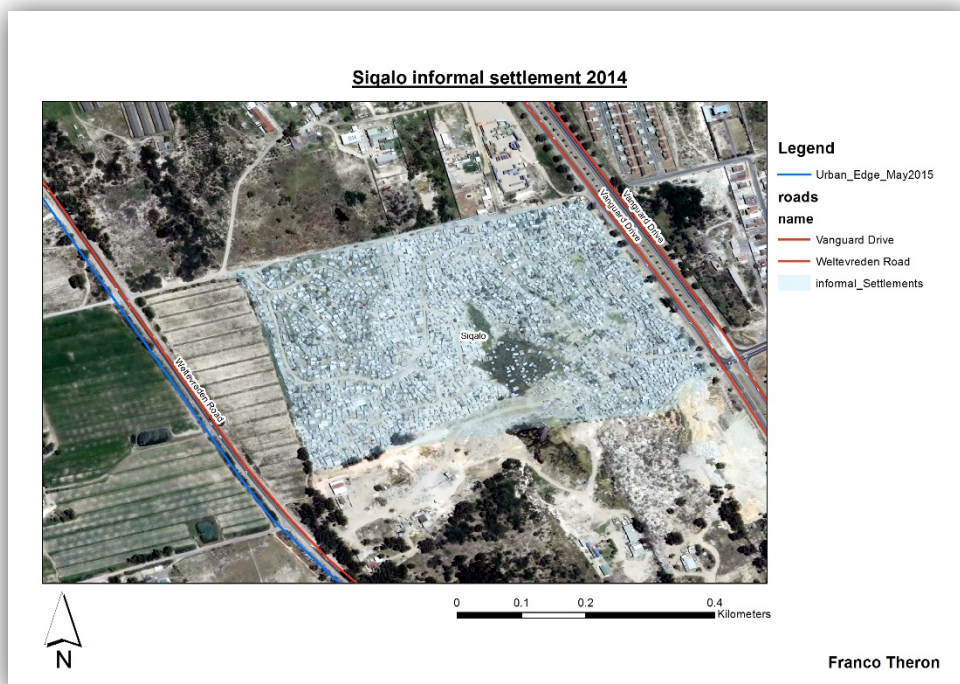 Siqalo informal settlement 2014
Vanguard Drive
Vanguard Drive
Weltevreden Road
Siqalo
Legend
Urban_Edge_May2015
roads
name
Vanguard Drive
Weltevreden Road
informal_Settlements
0 0.1 0.2 0.4
Kilometers
N
Franco Theron